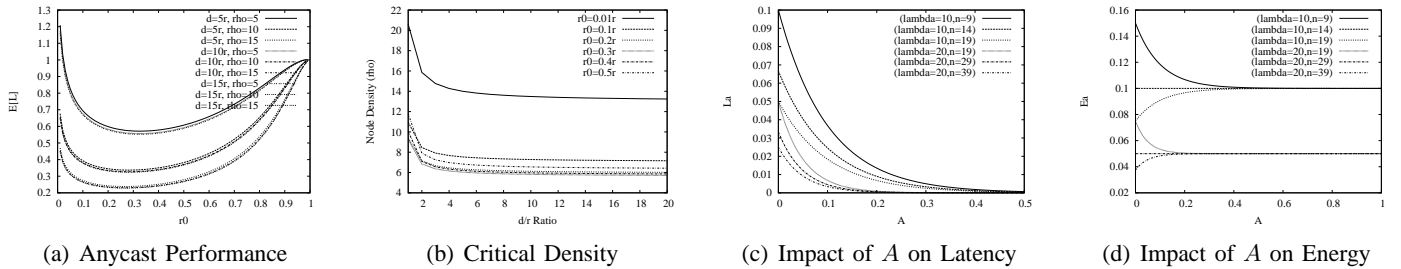 1.3
1.2
1.1
1
0.9
0.8
0.7
0.6
0.5
0.4
0.3
0.2
E[L]
0 0.1 0.2 0.3 0.4 0.5 0.6 0.7 0.8 0.9 1
r0
d=5r, rho=5
d=5r, rho=10
d=5r, rho=15
d=10r, rho=5
d=10r, rho=10
d=10r, rho=15
d=15r, rho=5
d=15r, rho=10
d=15r, rho=15
(a) Anycast Performance
22
20
18
16
14
12
10
8
6
4
Node Density (rho)
2 4 6 8 10 12 14 16 18 20
d/r Ratio
r0=0.01r
r0=0.1r
r0=0.2r
r0=0.3r
r0=0.4r
r0=0.5r
(b) Critical Density
0.1
0.09
0.08
0.07
0.06
0.05
0.04
0.03
0.02
0.01
0
La
0 0.1 0.2 0.3 0.4 0.5
A
(lambda=10,n=9)
(lambda=10,n=14)
(lambda=10,n=19)
(lambda=20,n=19)
(lambda=20,n=29)
(lambda=20,n=39)
(c) Impact of A on Latency
0.16
0.14
0.12
0.1
0.08
0.06
0.04
0.02
Ea
0 0.2 0.4 0.6 0.8 1
A
(lambda=10,n=9)
(lambda=10,n=14)
(lambda=10,n=19)
(lambda=20,n=19)
(lambda=20,n=29)
(lambda=20,n=39)
(d) Impact of A on Energy